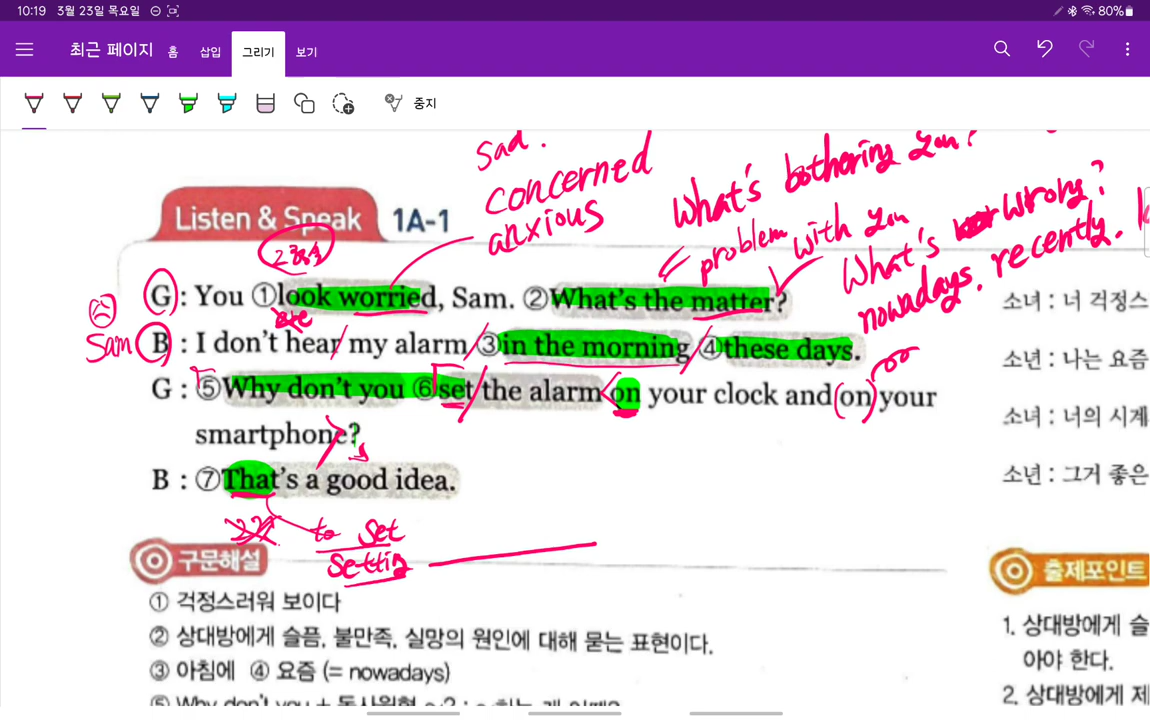 10:19 3월 23일 목요일
80%
최근 페이지 홈 삽입 그리기 보기
중지
sad.
concerned
anxious
What's bothering you?
problem with you
What's wrong?
nowadays. recently.
Listen & Speak 1A-1
G : You ①look worried, Sam. ②What's the matter?
소녀 : 너 걱정스
are
Sam B : I don't hear my alarm ③in the morning ④these days.
소년 : 나는 요즘
G : ⑤Why don't you ⑥set the alarm on your clock and (on) your
소녀 : 너의 시계
smartphone?
B : ⑦That's a good idea.
소년 : 그거 좋은
to set
setting
구문해설
출제포인트
① 걱정스러워 보이다
② 상대방에게 슬픔, 불만족, 실망의 원인에 대해 묻는 표현이다.
③ 아침에 ④ 요즘 (= nowadays)
1. 상대방에게 슬
아야 한다.
2. 상대방에게 제